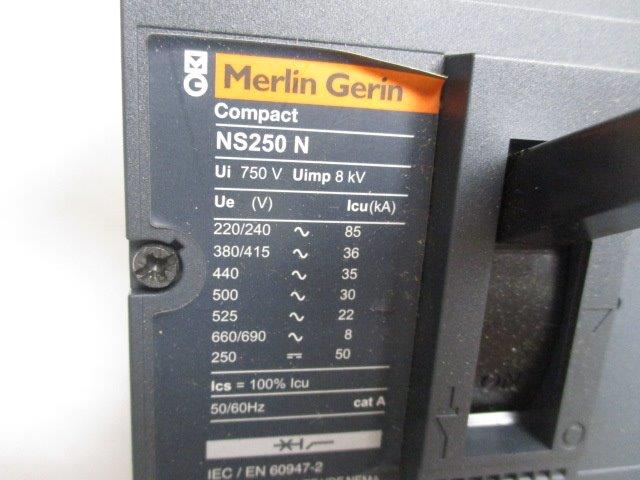 Merlin Gerin
Compact
NS250 N
Ui 750 V Uimp 8 kV
Ue (V) Icu(kA)
220/240 ~ 85
380/415 ~ 36
440 ~ 35
500 ~ 30
525 ~ 22
660/690 ~ 8
250 ⎓ 50
Ics = 100% Icu
50/60Hz cat A
IEC / EN 60947-2